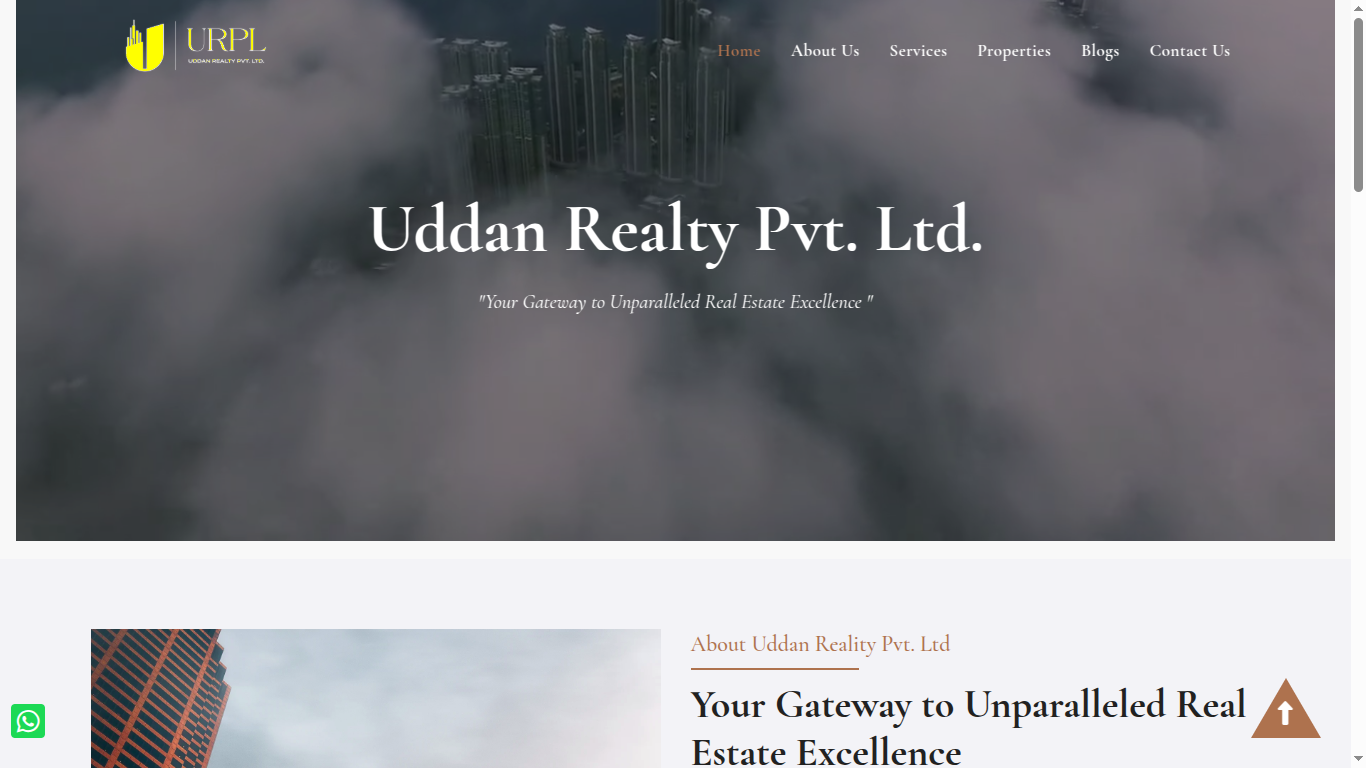 URPL
UDDAN REALTY PVT. LTD.
Home About Us Services Properties Blogs Contact Us
Uddan Realty Pvt. Ltd.
"Your Gateway to Unparalleled Real Estate Excellence "
About Uddan Reality Pvt. Ltd
Your Gateway to Unparalleled Real
Estate Excellence